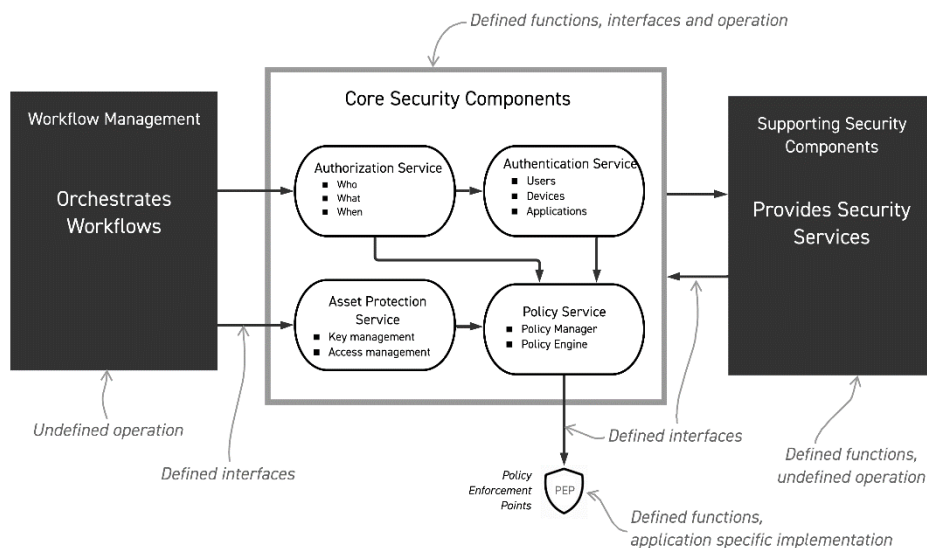 Defined functions, interfaces and operation
Workflow Management
Orchestrates
Workflows
Core Security Components
Authorization Service
■ Who
■ What
■ When
Authentication Service
■ Users
■ Devices
■ Applications
Asset Protection
Service
■ Key management
■ Access management
Policy Service
■ Policy Manager
■ Policy Engine
Supporting Security
Components
Provides Security
Services
Undefined operation
Defined interfaces
Defined interfaces
Defined functions,
undefined operation
Policy
Enforcement
Points
PEP
Defined functions,
application specific implementation